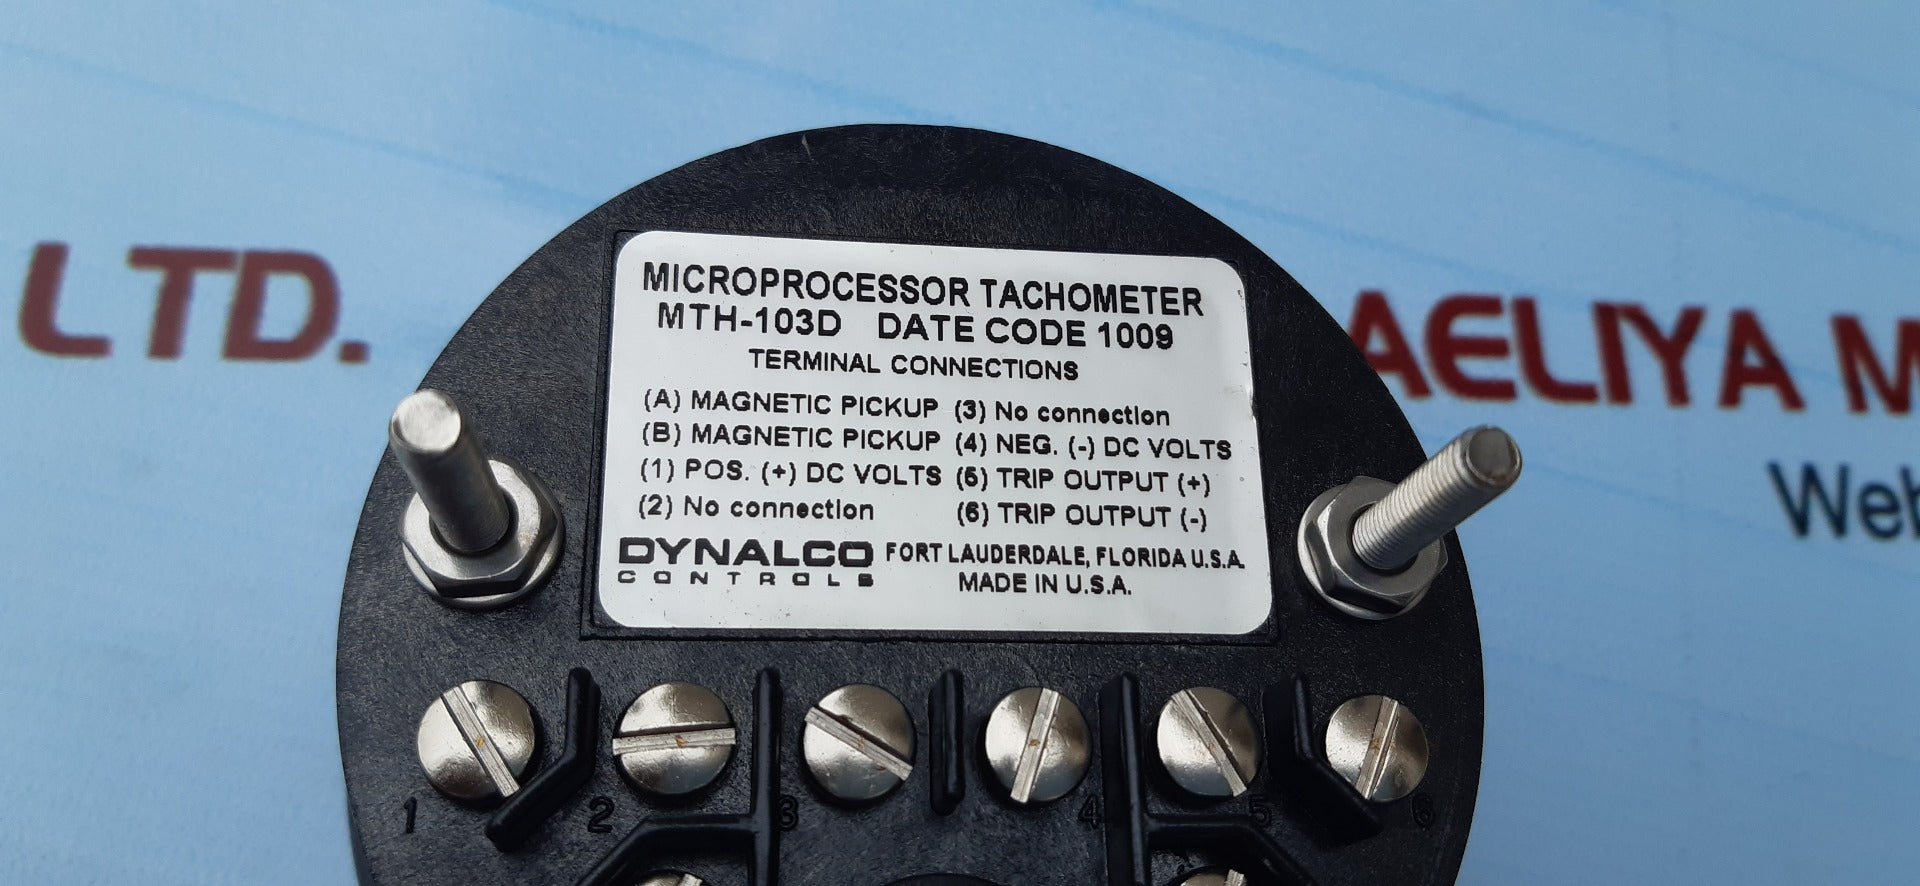 LTD.
AELIYA M
Web
MICROPROCESSOR TACHOMETER
MTH-103D DATE CODE 1009
TERMINAL CONNECTIONS
(A) MAGNETIC PICKUP (3) No connection
(B) MAGNETIC PICKUP (4) NEG. (-) DC VOLTS
(1) POS. (+) DC VOLTS (5) TRIP OUTPUT (+)
(2) No connection (6) TRIP OUTPUT (-)
DYNALCO FORT LAUDERDALE, FLORIDA U.S.A.
CONTROLS MADE IN U.S.A.
1 2 3 4 5 6